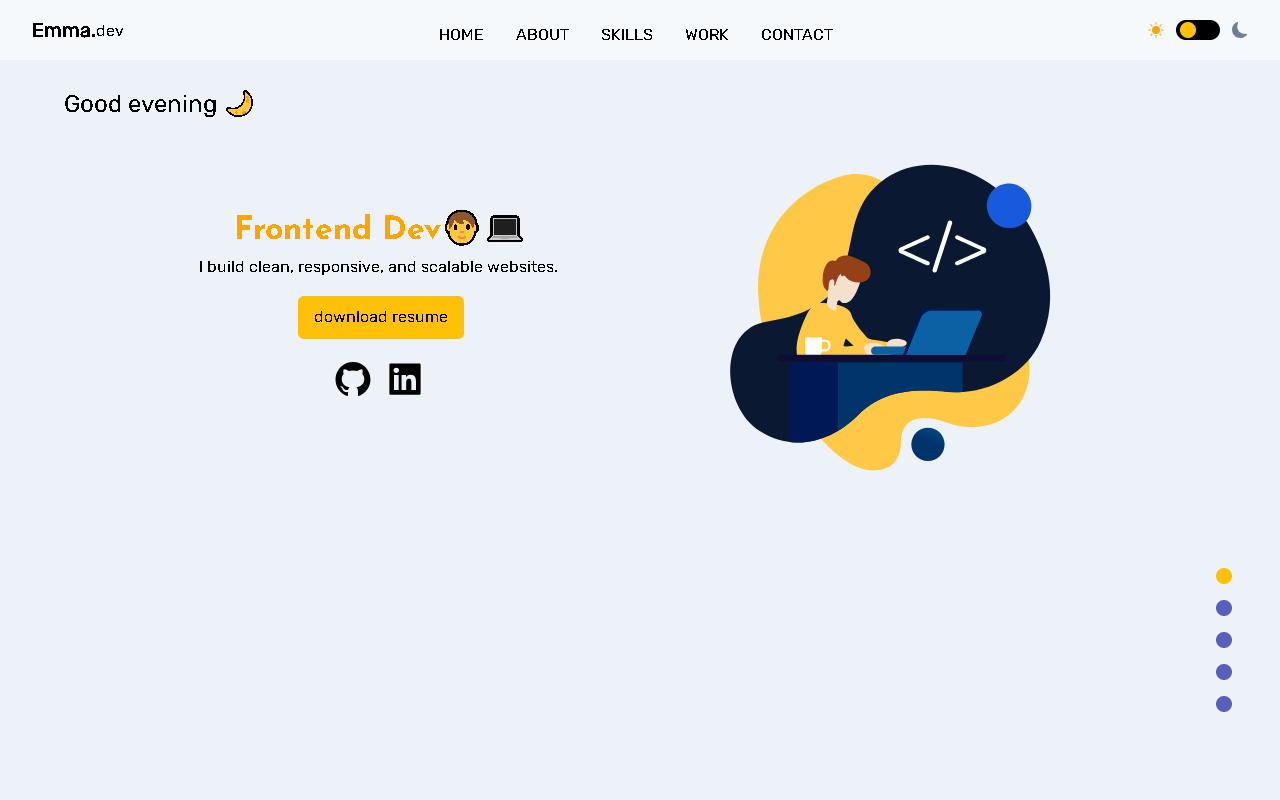 Emma.dev
HOME ABOUT SKILLS WORK CONTACT
Good evening 🌙
Frontend Dev🧑 💻
I build clean, responsive, and scalable websites.
download resume
in
</>